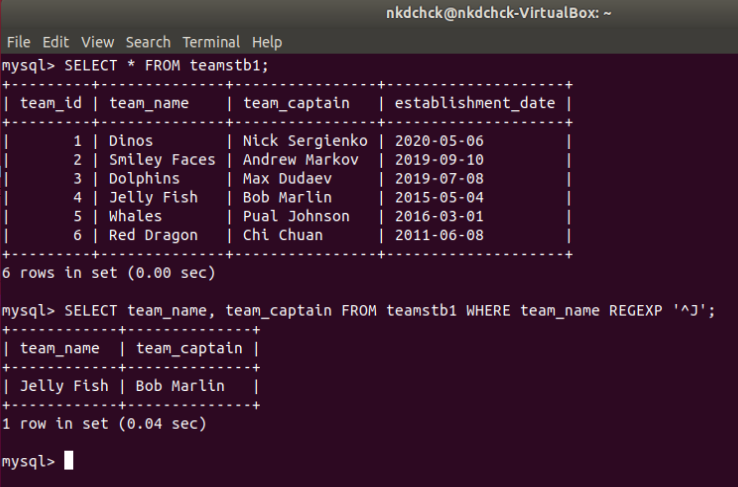 nkdchck@nkdchck-VirtualBox: ~
File Edit View Search Terminal Help
mysql> SELECT * FROM teamstb1;
+---------+--------------+----------------+--------------------+
| team_id | team_name    | team_captain   | establishment_date |
+---------+--------------+----------------+--------------------+
|       1 | Dinos        | Nick Sergienko | 2020-05-06         |
|       2 | Smiley Faces | Andrew Markov  | 2019-09-10         |
|       3 | Dolphins     | Max Dudaev     | 2019-07-08         |
|       4 | Jelly Fish   | Bob Marlin     | 2015-05-04         |
|       5 | Whales       | Pual Johnson   | 2016-03-01         |
|       6 | Red Dragon   | Chi Chuan      | 2011-06-08         |
+---------+--------------+----------------+--------------------+
6 rows in set (0.00 sec)
mysql> SELECT team_name, team_captain FROM teamstb1 WHERE team_name REGEXP '^J';
+------------+--------------+
| team_name  | team_captain |
+------------+--------------+
| Jelly Fish | Bob Marlin   |
+------------+--------------+
1 row in set (0.04 sec)
mysql>